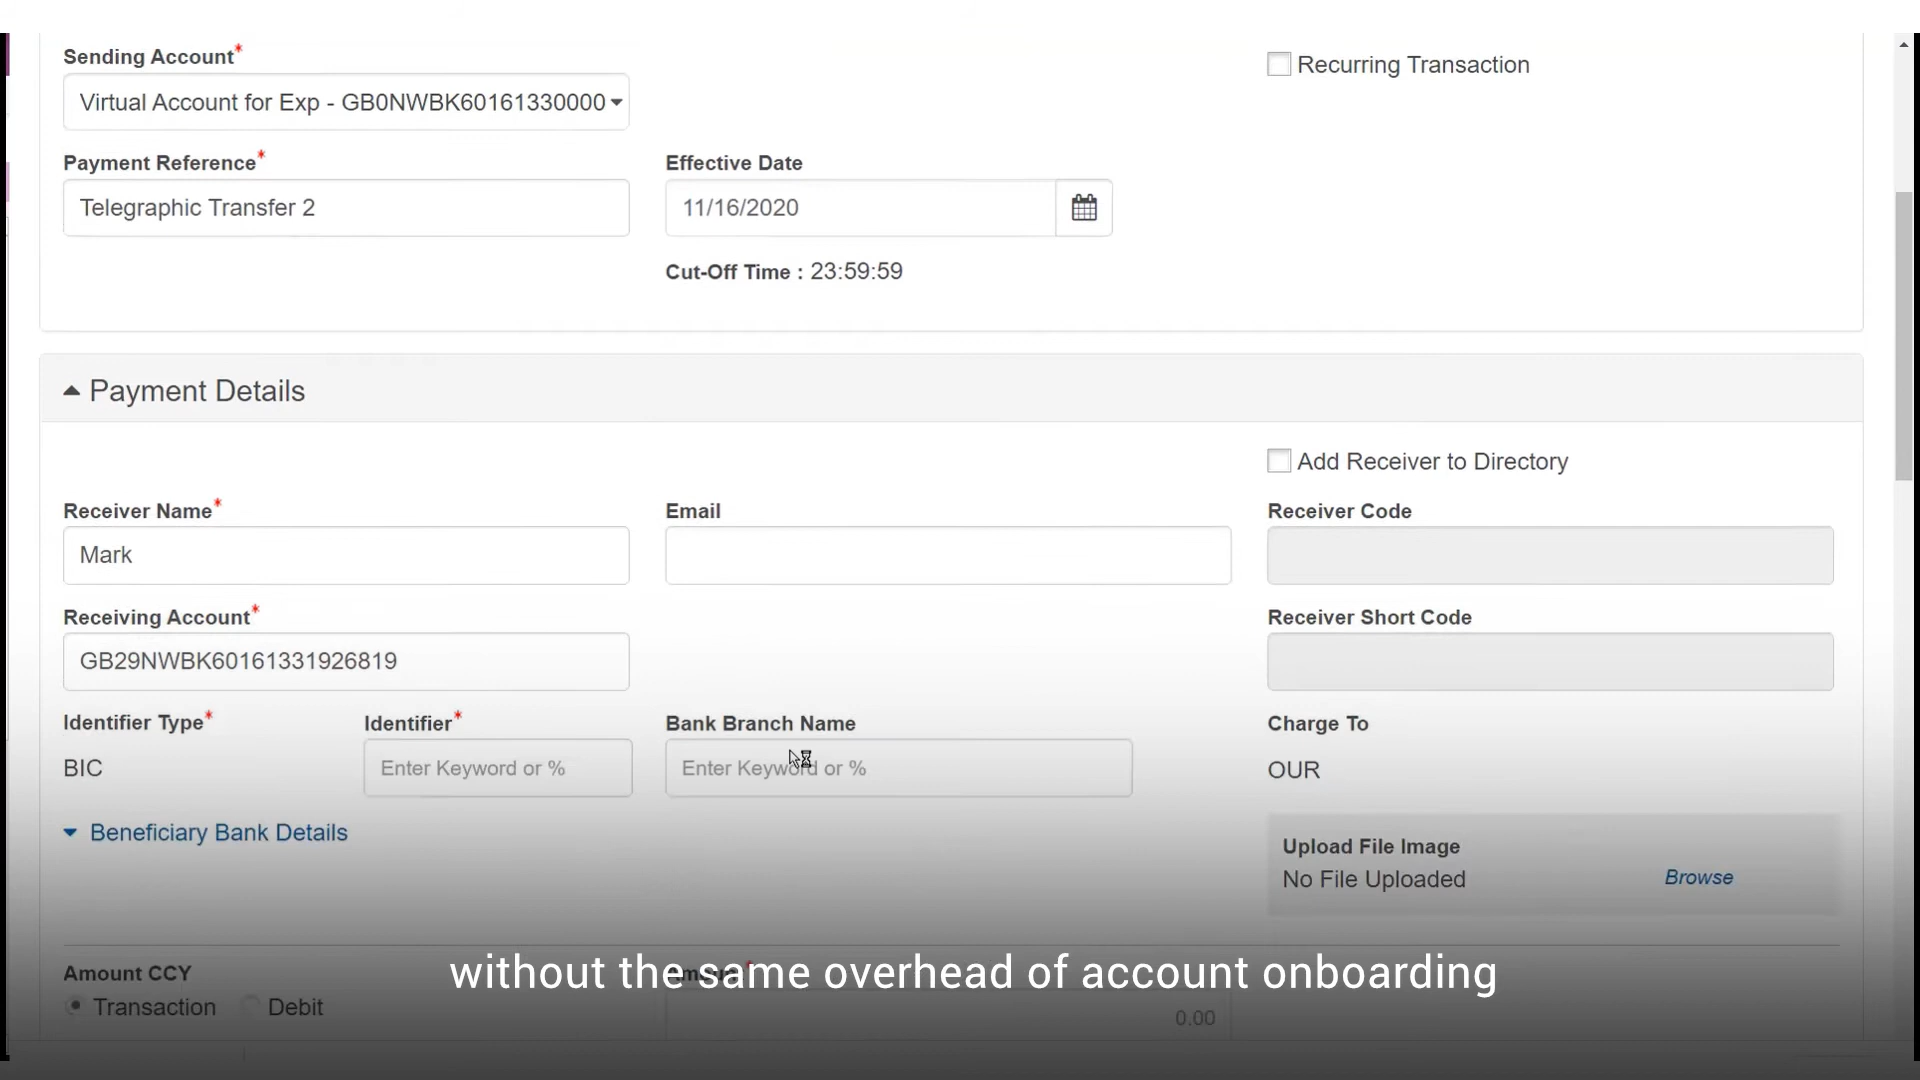 Sending Account*
Recurring Transaction
Virtual Account for Exp - GB0NWBK60161330000
Payment Reference*
Effective Date
Telegraphic Transfer 2
11/16/2020
Cut-Off Time : 23:59:59
Payment Details
Add Receiver to Directory
Receiver Name*
Email
Receiver Code
Mark
Receiving Account*
Receiver Short Code
GB29NWBK60161331926819
Identifier Type*
Identifier*
Bank Branch Name
Charge To
BIC
Enter Keyword or %
Enter Keyword or %
OUR
Beneficiary Bank Details
Upload File Image
No File Uploaded
Browse
Amount CCY
without the same overhead of account onboarding
Transaction
Debit
0.00